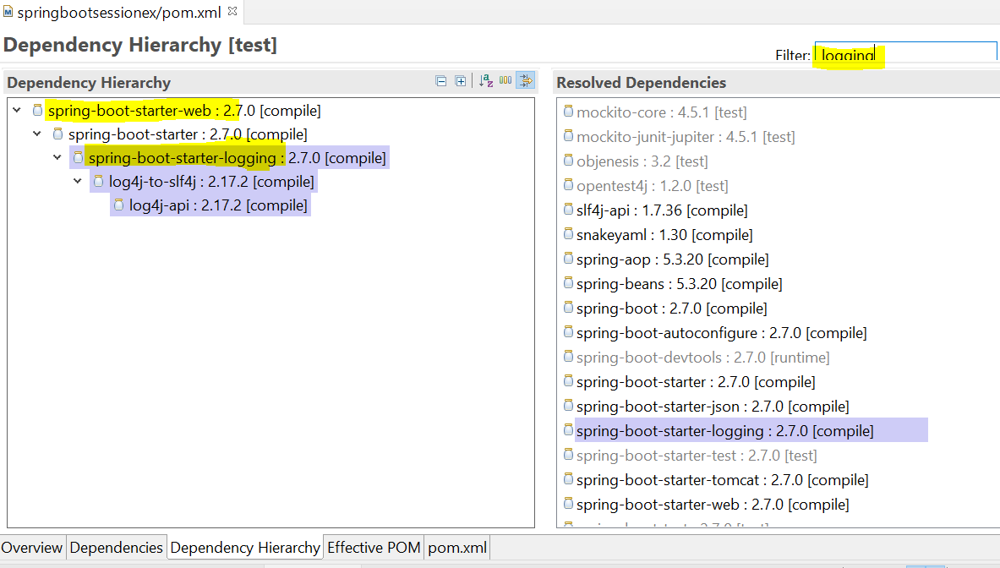 springbootsessionex/pom.xml
Dependency Hierarchy [test]
Filter: logging
Dependency Hierarchy
spring-boot-starter-web : 2.7.0 [compile]
spring-boot-starter : 2.7.0 [compile]
spring-boot-starter-logging : 2.7.0 [compile]
log4j-to-slf4j : 2.17.2 [compile]
log4j-api : 2.17.2 [compile]
Resolved Dependencies
mockito-core : 4.5.1 [test]
mockito-junit-jupiter : 4.5.1 [test]
objenesis : 3.2 [test]
opentest4j : 1.2.0 [test]
slf4j-api : 1.7.36 [compile]
snakeyaml : 1.30 [compile]
spring-aop : 5.3.20 [compile]
spring-beans : 5.3.20 [compile]
spring-boot : 2.7.0 [compile]
spring-boot-autoconfigure : 2.7.0 [compile]
spring-boot-devtools : 2.7.0 [runtime]
spring-boot-starter : 2.7.0 [compile]
spring-boot-starter-json : 2.7.0 [compile]
spring-boot-starter-logging : 2.7.0 [compile]
spring-boot-starter-test : 2.7.0 [test]
spring-boot-starter-tomcat : 2.7.0 [compile]
spring-boot-starter-web : 2.7.0 [compile]
Overview Dependencies Dependency Hierarchy Effective POM pom.xml